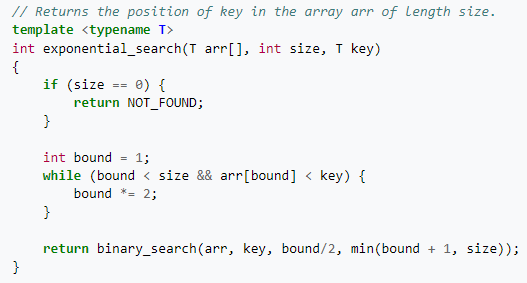 // Returns the position of key in the array arr of length size.
template <typename T>
int exponential_search(T arr[], int size, T key)
{
    if (size == 0) {
        return NOT_FOUND;
    }

    int bound = 1;
    while (bound < size && arr[bound] < key) {
        bound *= 2;
    }

    return binary_search(arr, key, bound/2, min(bound + 1, size));
}